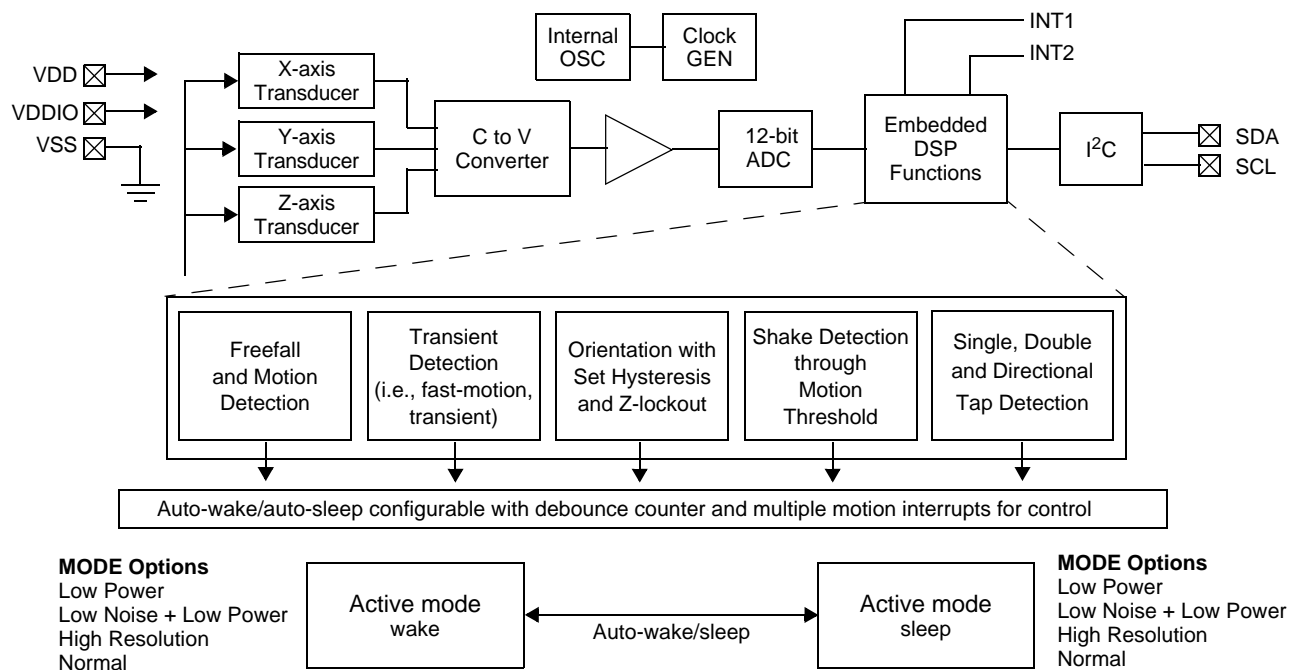 INT1
INT2
Internal
OSC
Clock
GEN
VDD
VDDIO
VSS
X-axis
Transducer
Y-axis
Transducer
Z-axis
Transducer
C to V
Converter
12-bit
ADC
Embedded
DSP
Functions
I²C
SDA
SCL
Freefall
and Motion
Detection
Transient
Detection
(i.e., fast-motion,
transient)
Orientation with
Set Hysteresis
and Z-lockout
Shake Detection
through
Motion
Threshold
Single, Double
and Directional
Tap Detection
Auto-wake/auto-sleep configurable with debounce counter and multiple motion interrupts for control
MODE Options
Low Power
Low Noise + Low Power
High Resolution
Normal
Active mode
wake
Auto-wake/sleep
Active mode
sleep
MODE Options
Low Power
Low Noise + Low Power
High Resolution
Normal